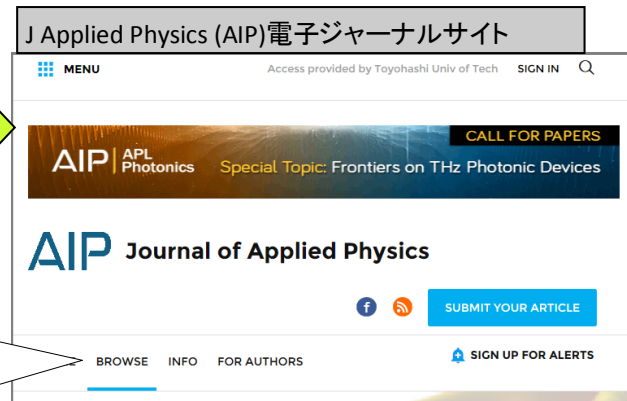 J Applied Physics (AIP)電子ジャーナルサイト
MENU
Access provided by Toyohashi Univ of Tech
SIGN IN
CALL FOR PAPERS
AIP APL Photonics
Special Topic: Frontiers on THz Photonic Devices
AIP Journal of Applied Physics
SUBMIT YOUR ARTICLE
BROWSE INFO FOR AUTHORS
SIGN UP FOR ALERTS